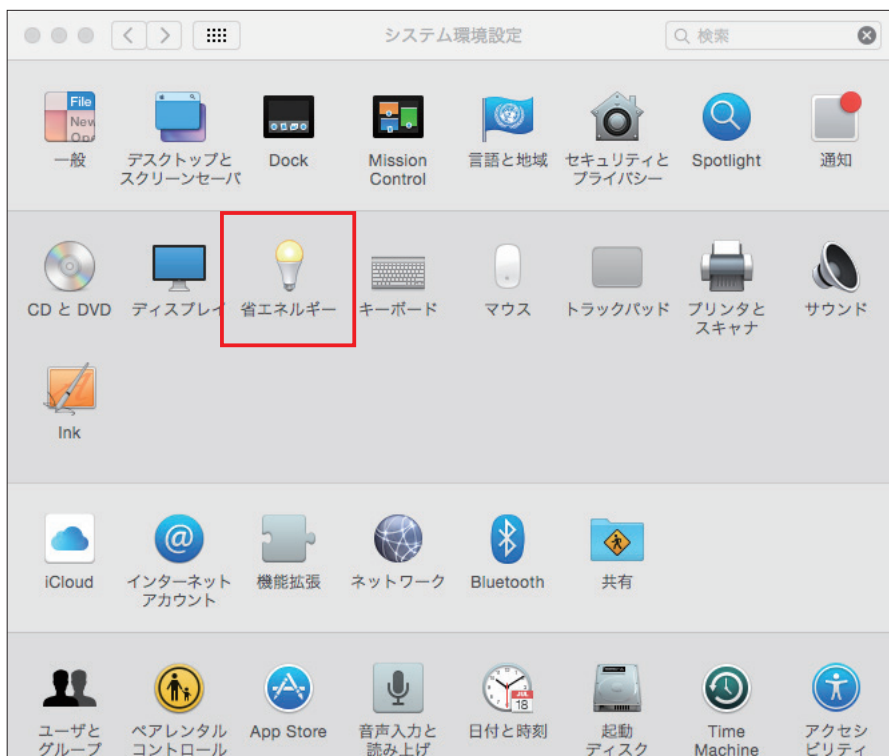 システム環境設定
検索
File
New
Ope
一般
デスクトップと
スクリーンセーバ
Dock
Mission
Control
言語と地域
セキュリティと
プライバシー
Spotlight
通知
CD と DVD
ディスプレイ
省エネルギー
キーボード
マウス
トラックパッド
プリンタと
スキャナ
サウンド
Ink
iCloud
インターネット
アカウント
機能拡張
ネットワーク
Bluetooth
共有
JUL
18
ユーザと
グループ
ペアレンタル
コントロール
App Store
音声入力と
読み上げ
日付と時刻
起動
ディスク
Time
Machine
アクセシ
ビリティ